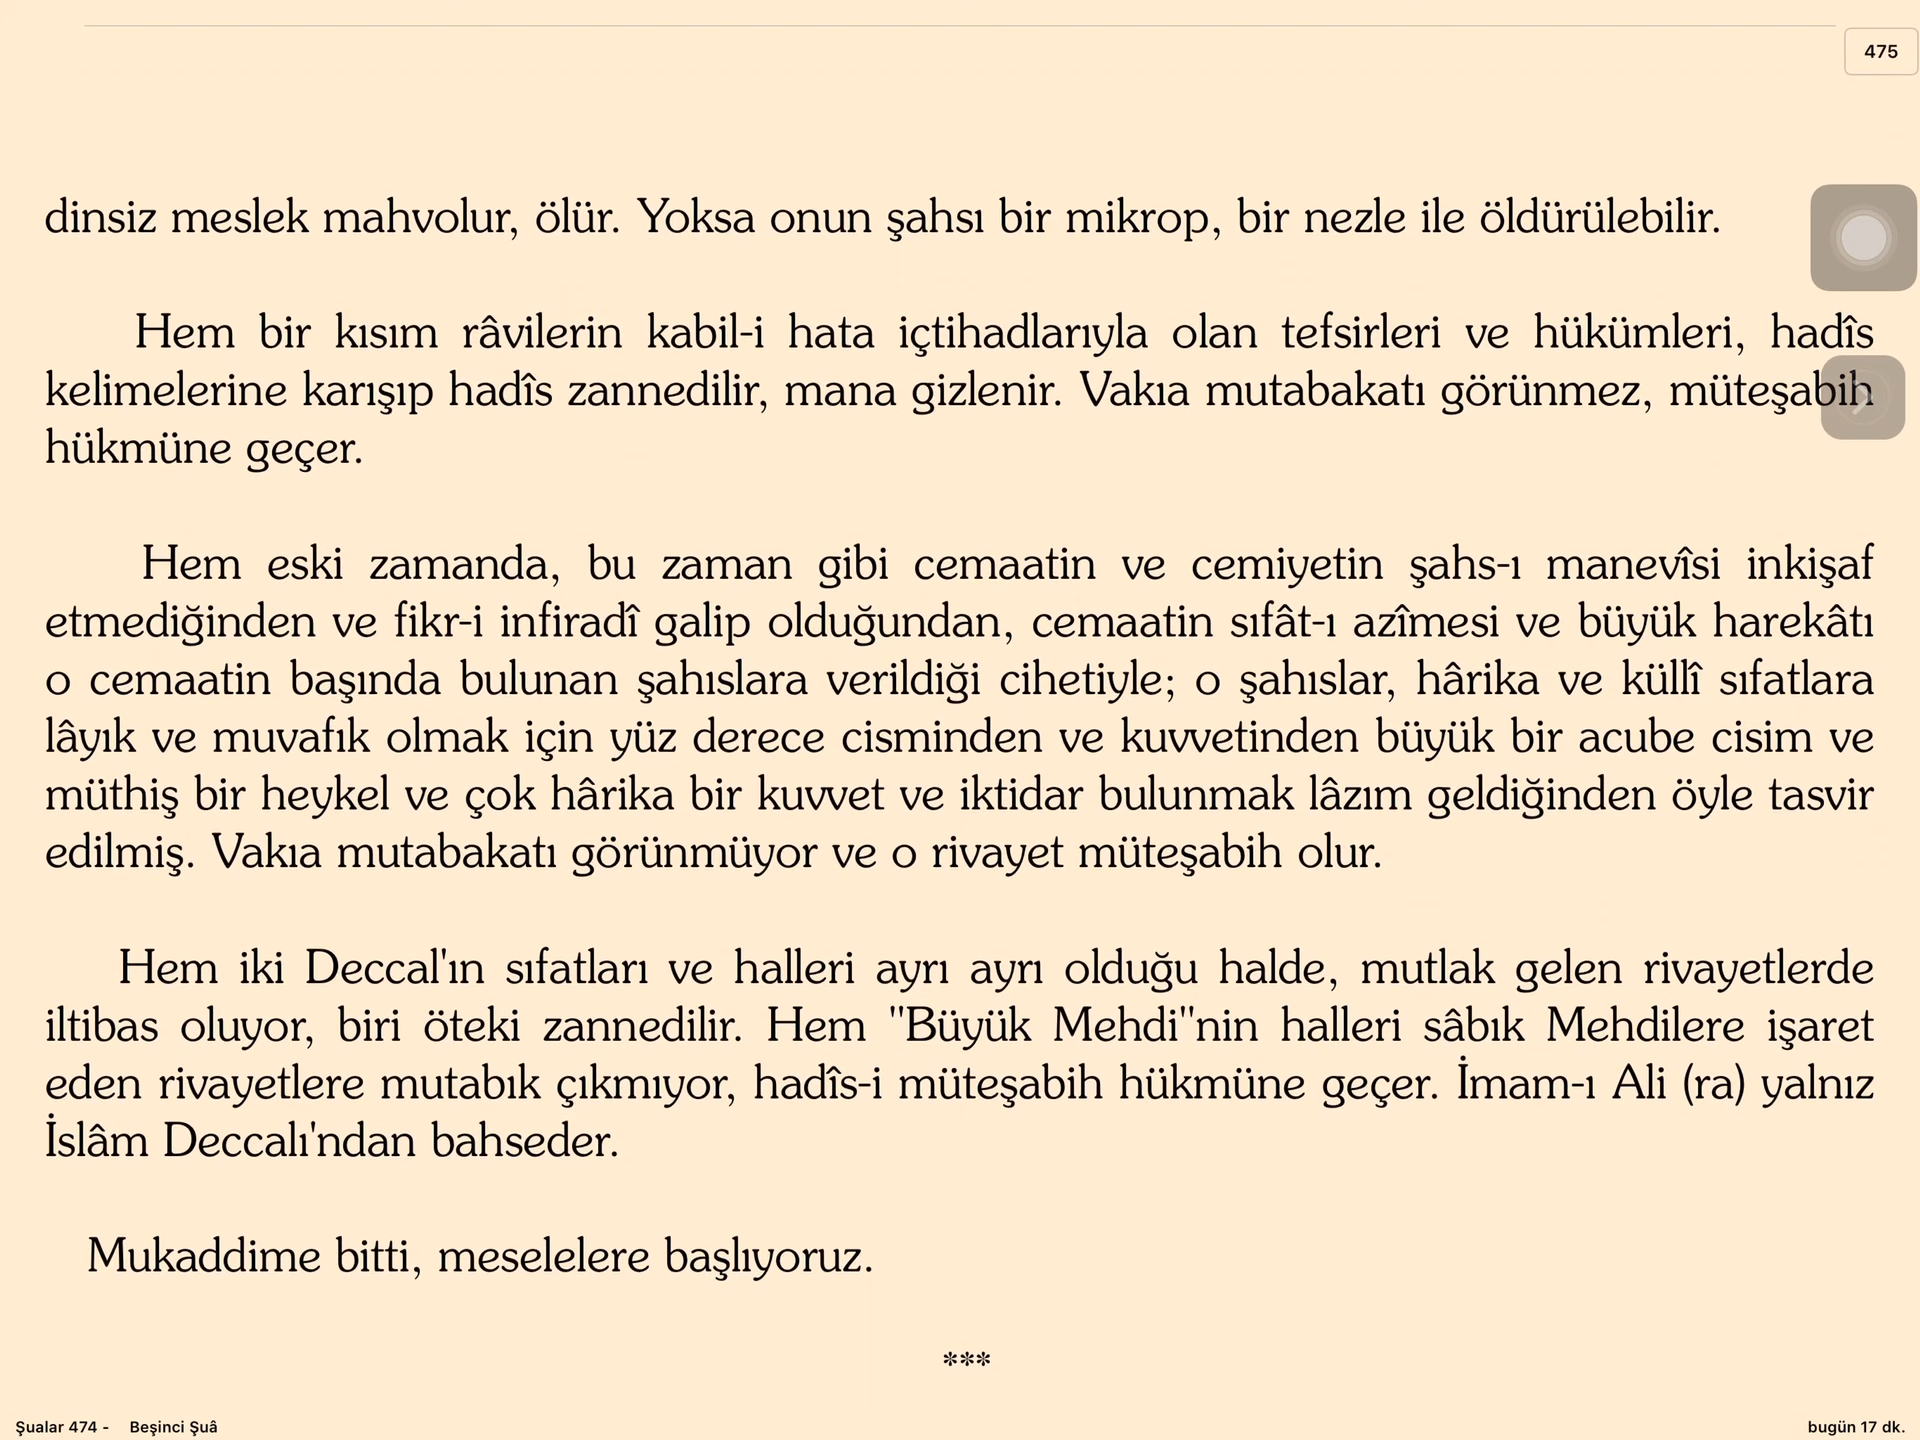 475
dinsiz meslek mahvolur, ölür. Yoksa onun şahsı bir mikrop, bir nezle ile öldürülebilir.
Hem bir kısım râvilerin kabil-i hata içtihadlarıyla olan tefsirleri ve hükümleri, hadîs
kelimelerine karışıp hadîs zannedilir, mana gizlenir. Vakıa mutabakatı görünmez, müteşabih
hükmüne geçer.
Hem eski zamanda, bu zaman gibi cemaatin ve cemiyetin şahs-ı manevîsi inkişaf
etmediğinden ve fikr-i infiradî galip olduğundan, cemaatin sıfât-ı azîmesi ve büyük harekâtı
o cemaatin başında bulunan şahıslara verildiği cihetiyle; o şahıslar, hârika ve küllî sıfatlara
lâyık ve muvafık olmak için yüz derece cisminden ve kuvvetinden büyük bir acube cisim ve
müthiş bir heykel ve çok hârika bir kuvvet ve iktidar bulunmak lâzım geldiğinden öyle tasvir
edilmiş. Vakıa mutabakatı görünmüyor ve o rivayet müteşabih olur.
Hem iki Deccal'ın sıfatları ve halleri ayrı ayrı olduğu halde, mutlak gelen rivayetlerde
iltibas oluyor, biri öteki zannedilir. Hem "Büyük Mehdi"nin halleri sâbık Mehdilere işaret
eden rivayetlere mutabık çıkmıyor, hadîs-i müteşabih hükmüne geçer. İmam-ı Ali (ra) yalnız
İslâm Deccalı'ndan bahseder.
Mukaddime bitti, meselelere başlıyoruz.
***
Şualar 474 - Beşinci Şuâ
bugün 17 dk.